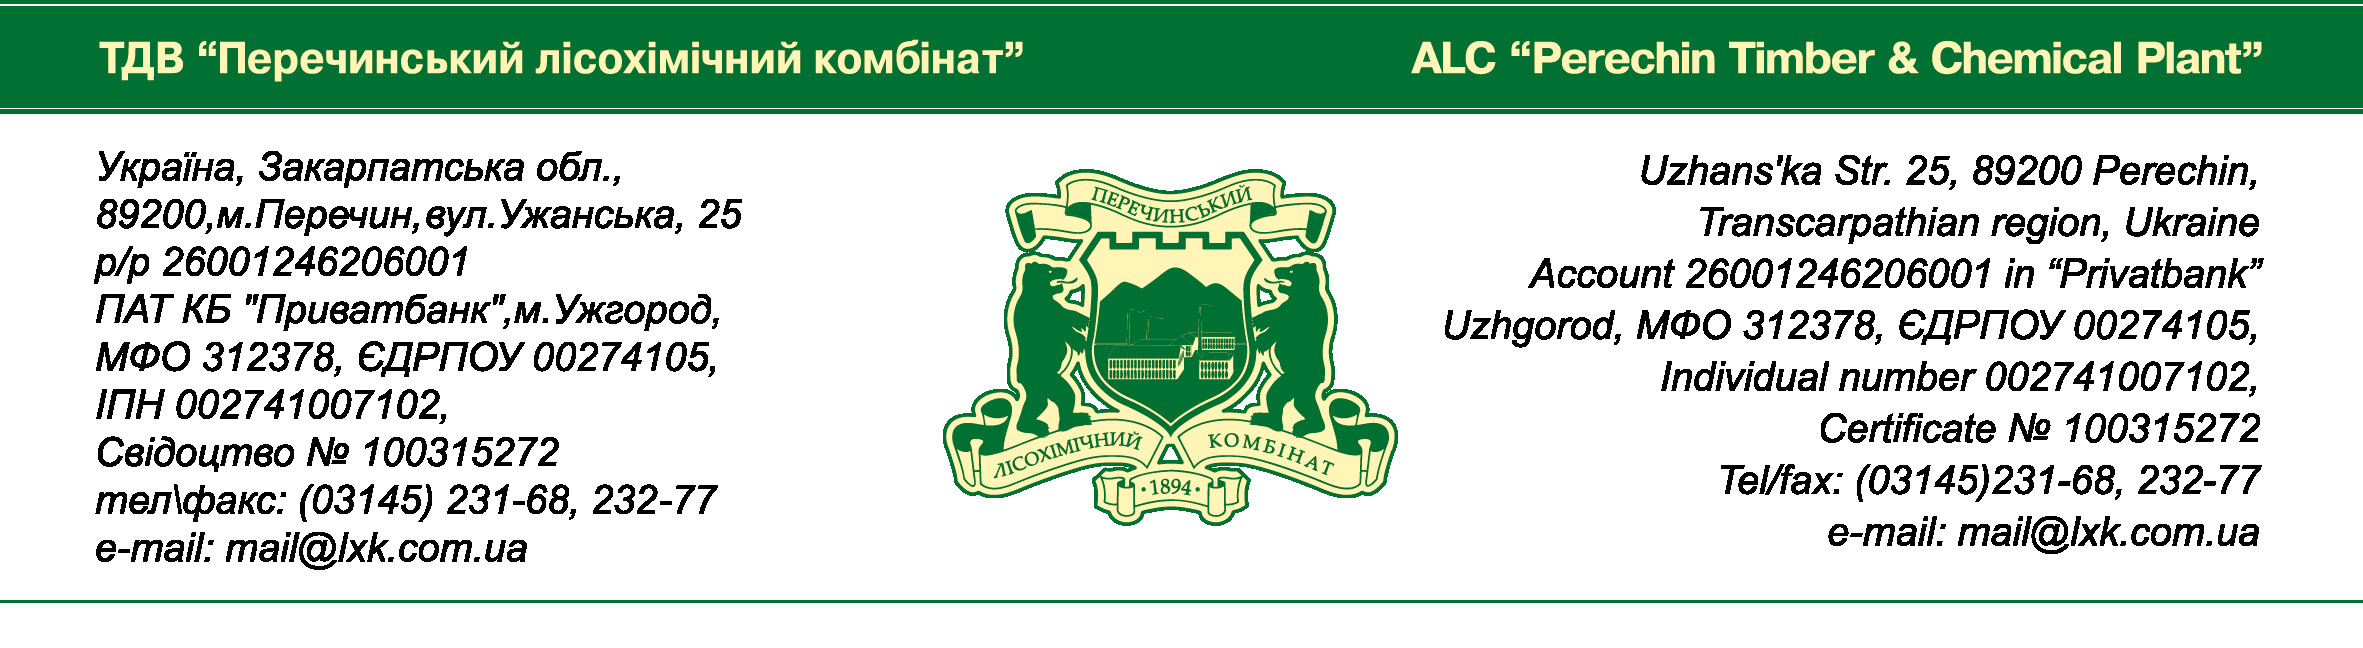 ТДВ “Перечинський лісохімічний комбінат”
ALC “Perechin Timber & Chemical Plant”
Україна, Закарпатська обл.,
89200,м.Перечин,вул.Ужанська, 25
р/р 26001246206001
ПАТ КБ "Приватбанк",м.Ужгород,
МФО 312378, ЄДРПОУ 00274105,
ІПН 002741007102,
Свідоцтво № 100315272
тел\факс: (03145) 231-68, 232-77
e-mail: mail@lxk.com.ua
ПЕРЕЧИНСЬКИЙ
ЛІСОХІМІЧНИЙ КОМБІНАТ
·1894·
Uzhans'ka Str. 25, 89200 Perechin,
Transcarpathian region, Ukraine
Account 26001246206001 in “Privatbank”
Uzhgorod, МФО 312378, ЄДРПОУ 00274105,
Individual number 002741007102,
Certificate № 100315272
Tel/fax: (03145)231-68, 232-77
e-mail: mail@lxk.com.ua